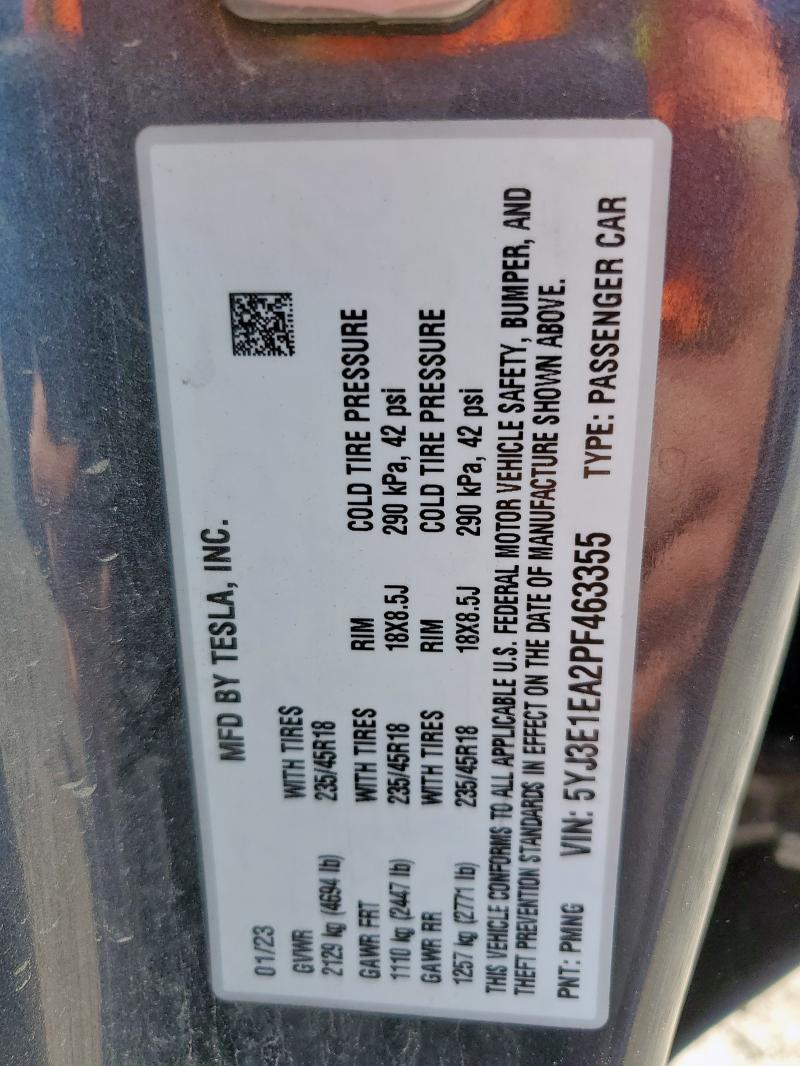 MFD BY TESLA, INC.
01/23
GVWR WITH TIRES
2129 kg (4694 lb) 235/45R18
GAWR FRT WITH TIRES RIM COLD TIRE PRESSURE
1110 kg (2447 lb) 235/45R18 18X8.5J 290 kPa, 42 psi
GAWR RR WITH TIRES RIM COLD TIRE PRESSURE
1257 kg (2771 lb) 235/45R18 18X8.5J 290 kPa, 42 psi
THIS VEHICLE CONFORMS TO ALL APPLICABLE U.S. FEDERAL MOTOR VEHICLE SAFETY, BUMPER, AND
THEFT PREVENTION STANDARDS IN EFFECT ON THE DATE OF MANUFACTURE SHOWN ABOVE.
PNT: PMNG VIN: 5YJ3E1EA2PF463355 TYPE: PASSENGER CAR